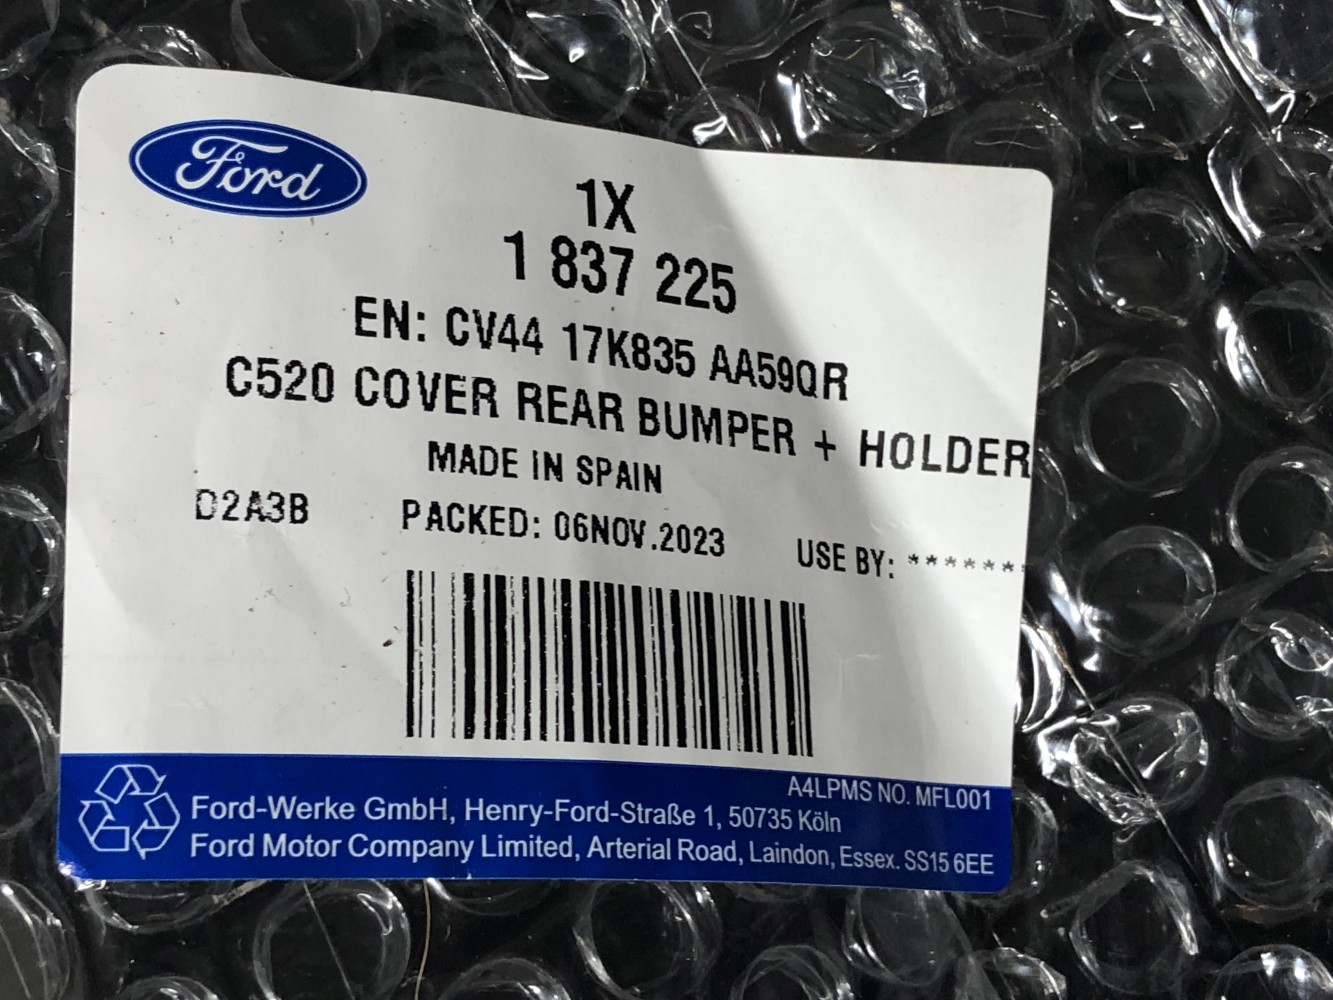 Ford
1X
1 837 225
EN: CV44 17K835 AA59QR
C520 COVER REAR BUMPER + HOLDER
MADE IN SPAIN
D2A3B PACKED: 06NOV.2023 USE BY: *******
A4LPMS NO. MFL001
Ford-Werke GmbH, Henry-Ford-Straße 1, 50735 Köln
Ford Motor Company Limited, Arterial Road, Laindon, Essex. SS15 6EE